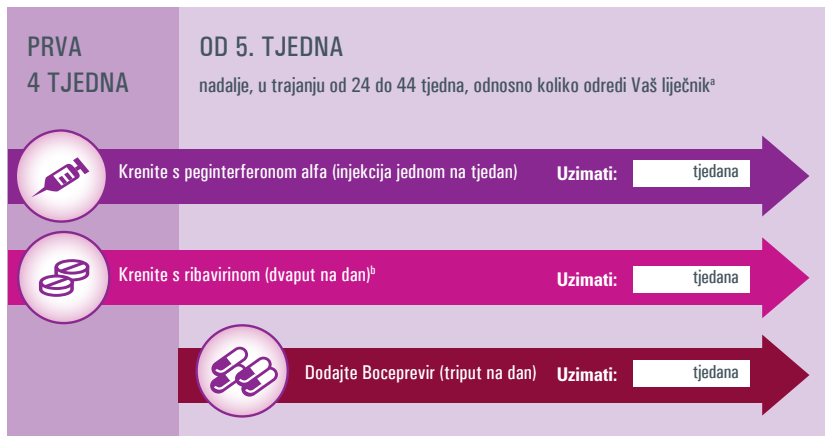 PRVA
4 TJEDNA
OD 5. TJEDNA
nadalje, u trajanju od 24 do 44 tjedna, odnosno koliko odredi Vaš liječnikª
Krenite s peginterferonom alfa (injekcija jednom na tjedan) Uzimati: tjedana
Krenite s ribavirinom (dvaput na dan)ᵇ Uzimati: tjedana
Dodajte Boceprevir (triput na dan) Uzimati: tjedana